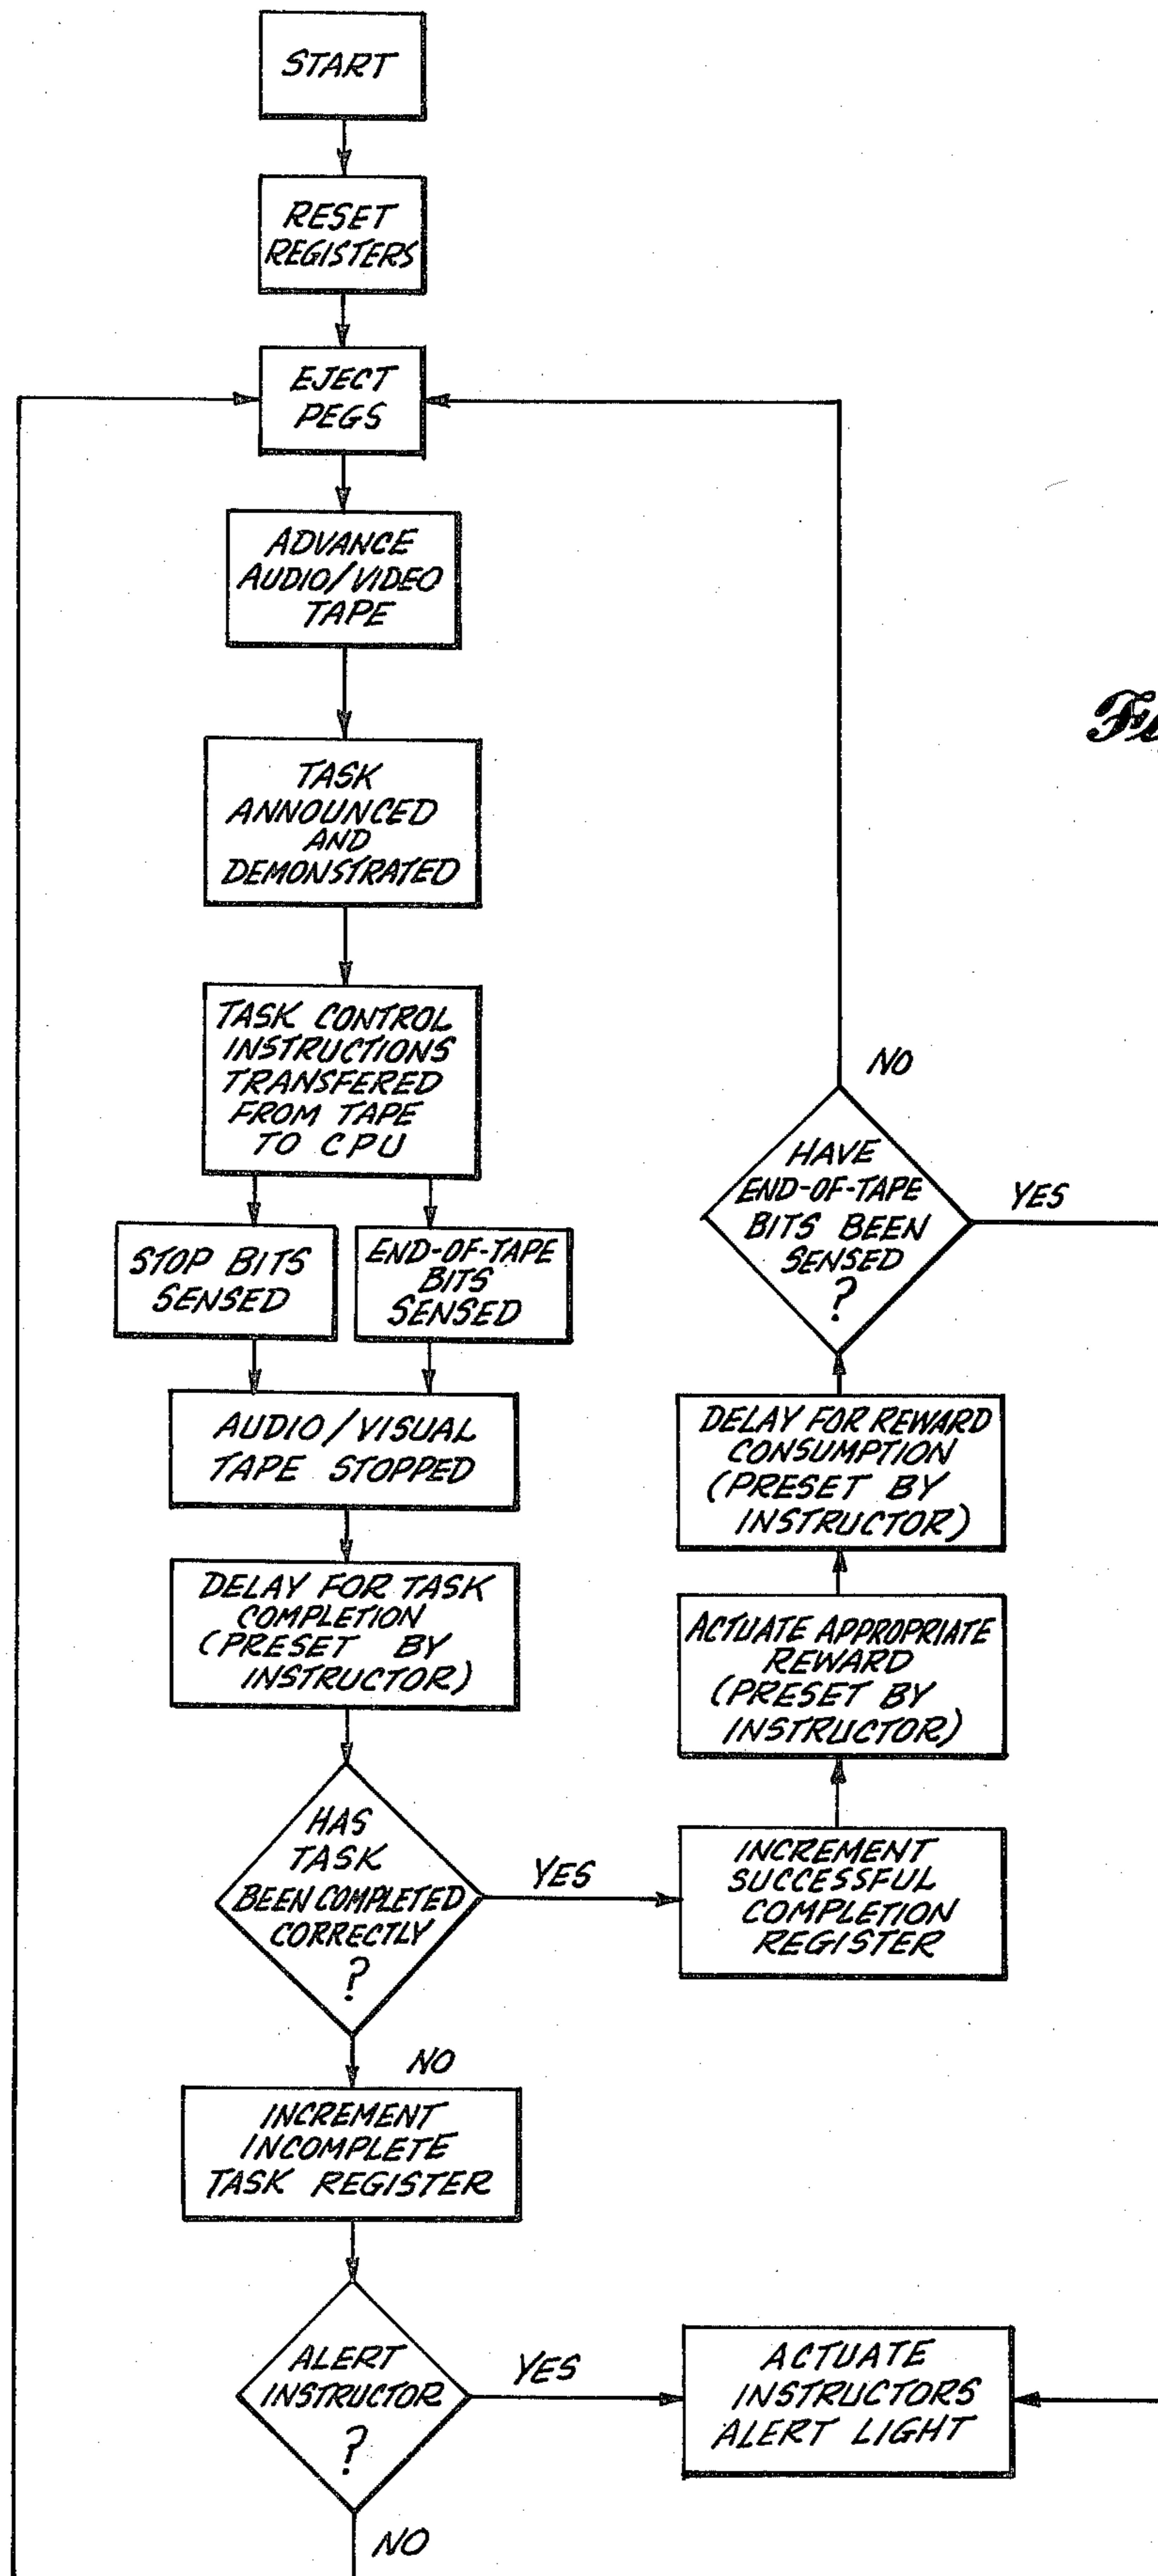 START
RESET
REGISTERS
EJECT
PEGS
ADVANCE
AUDIO/VIDEO
TAPE
TASK
ANNOUNCED
AND
DEMONSTRATED
TASK CONTROL
INSTRUCTIONS
TRANSFERED
FROM TAPE
TO CPU
STOP BITS
SENSED
END-OF-TAPE
BITS
SENSED
AUDIO/VISUAL
TAPE STOPPED
DELAY FOR TASK
COMPLETION
(PRESET BY
INSTRUCTOR)
HAS
TASK
BEEN COMPLETED
CORRECTLY
?
YES
NO
INCREMENT
SUCCESSFUL
COMPLETION
REGISTER
ACTUATE APPROPRIATE
REWARD
(PRESET BY
INSTRUCTOR)
DELAY FOR REWARD
CONSUMPTION
(PRESET BY
INSTRUCTOR)
HAVE
END-OF-TAPE
BITS BEEN
SENSED
?
NO
YES
INCREMENT
INCOMPLETE
TASK REGISTER
ALERT
INSTRUCTOR
?
YES
NO
ACTUATE
INSTRUCTORS
ALERT LIGHT